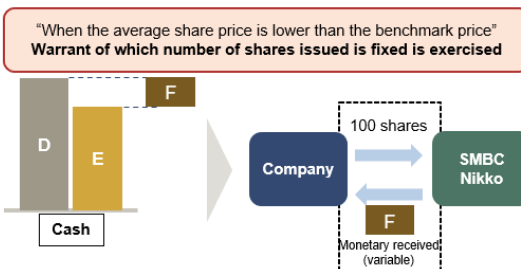 “When the average share price is lower than the benchmark price”
Warrant of which number of shares issued is fixed is exercised
F
D
E
Cash
100 shares
Company
SMBC
Nikko
F
Monetary received
(variable)